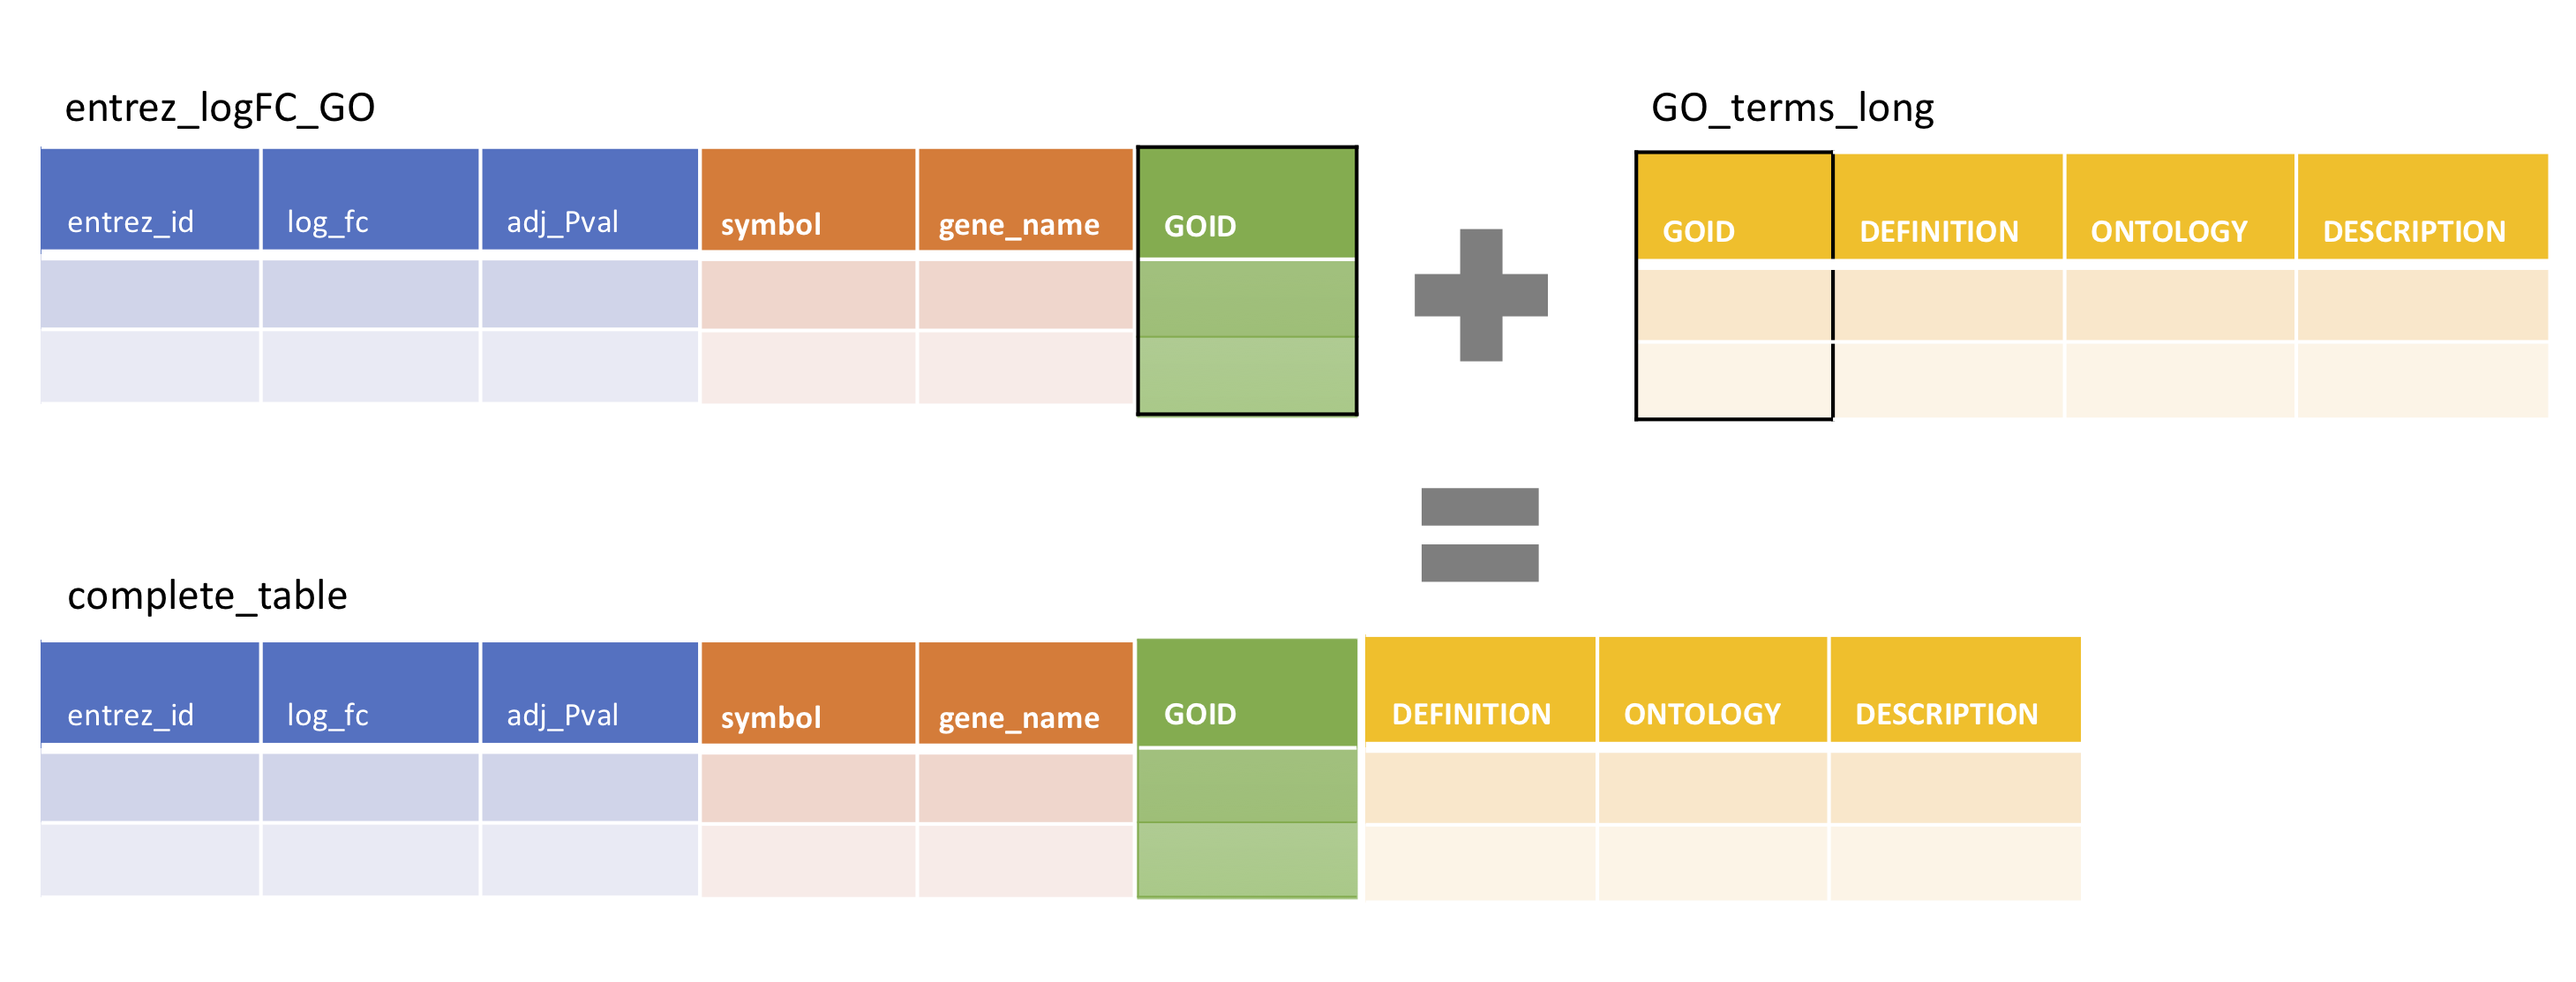 entrez_logFC_GO
GO_terms_long
entrez_id log_fc adj_Pval symbol gene_name GOID
GOID DEFINITION ONTOLOGY DESCRIPTION
complete_table
entrez_id log_fc adj_Pval symbol gene_name GOID DEFINITION ONTOLOGY DESCRIPTION